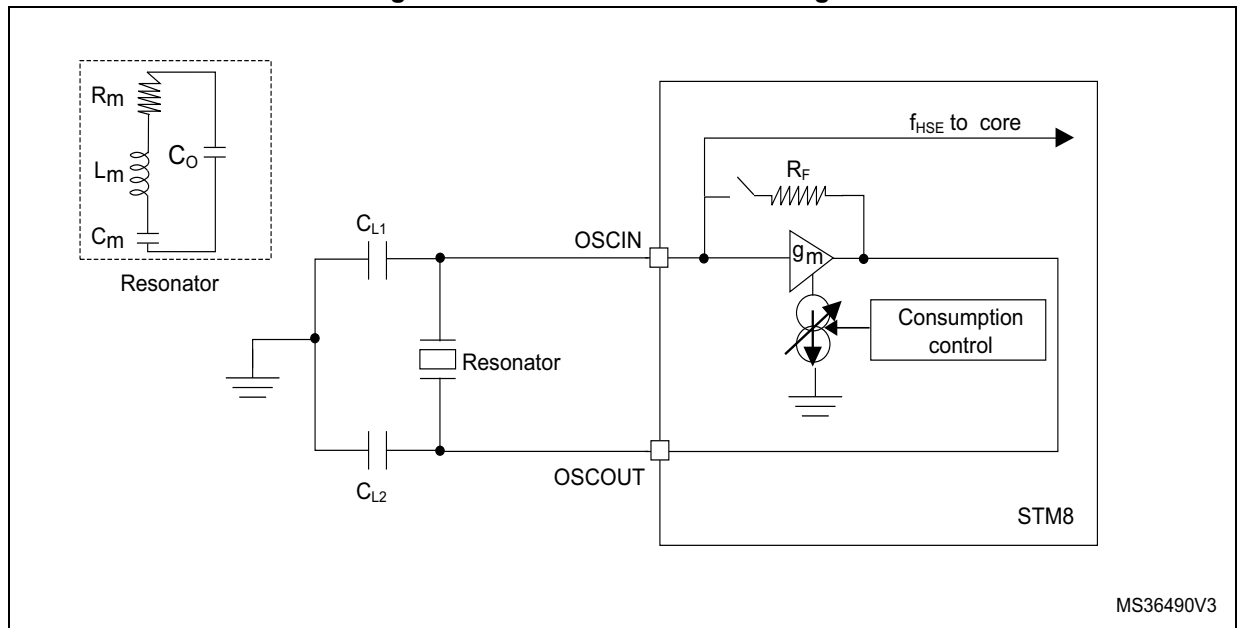 Rm
Lm
Cm
CO
Resonator
CL1
CL2
Resonator
OSCIN
OSCOUT
fHSE to core
RF
gm
Consumption
control
STM8
MS36490V3